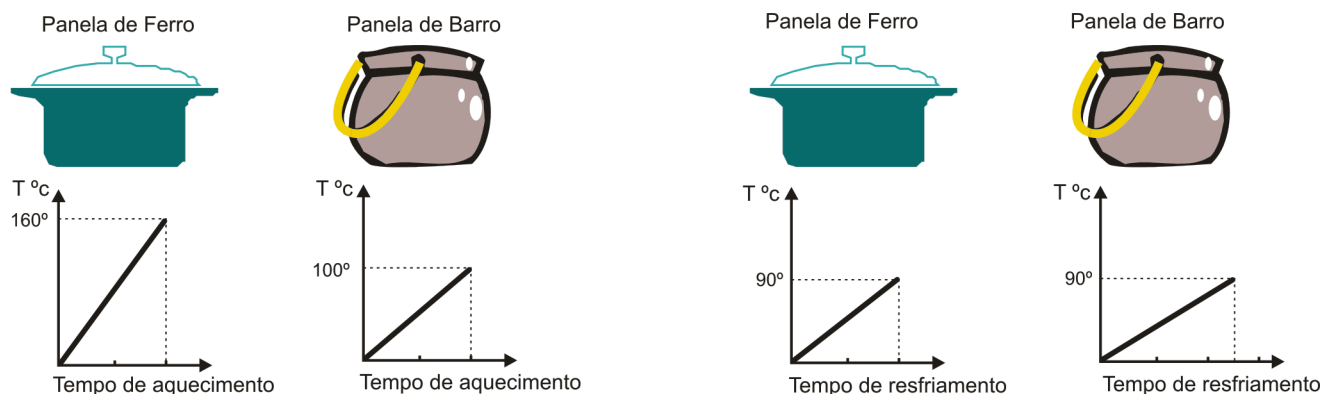 Panela de Ferro
Panela de Barro
Panela de Ferro
Panela de Barro
T ºc
160º
Tempo de aquecimento
T ºc
100º
Tempo de aquecimento
T ºc
90º
Tempo de resfriamento
T ºc
90º
Tempo de resfriamento